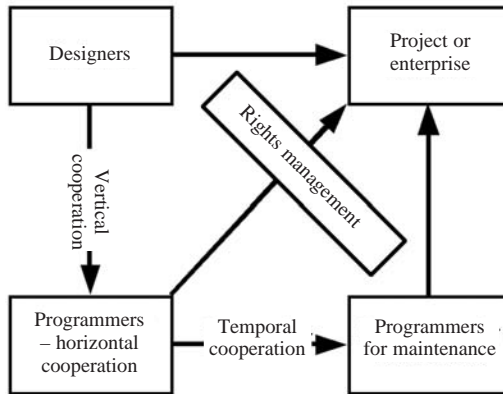 Designers
Project or
enterprise
Rights management
Vertical
cooperation
Programmers
– horizontal
cooperation
Temporal
cooperation
Programmers
for maintenance